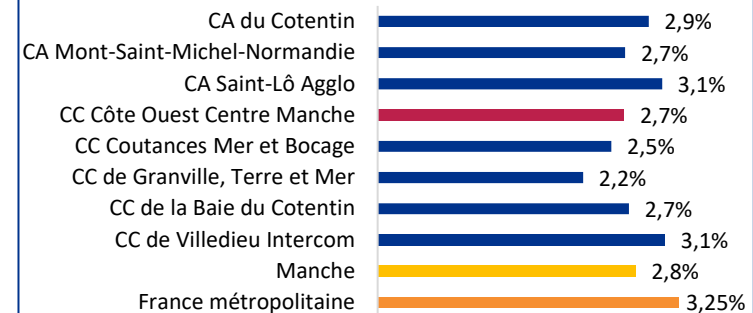 CA du Cotentin 2,9%
CA Mont-Saint-Michel-Normandie 2,7%
CA Saint-Lô Agglo 3,1%
CC Côte Ouest Centre Manche 2,7%
CC Coutances Mer et Bocage 2,5%
CC de Granville, Terre et Mer 2,2%
CC de la Baie du Cotentin 2,7%
CC de Villedieu Intercom 3,1%
Manche 2,8%
France métropolitaine 3,25%